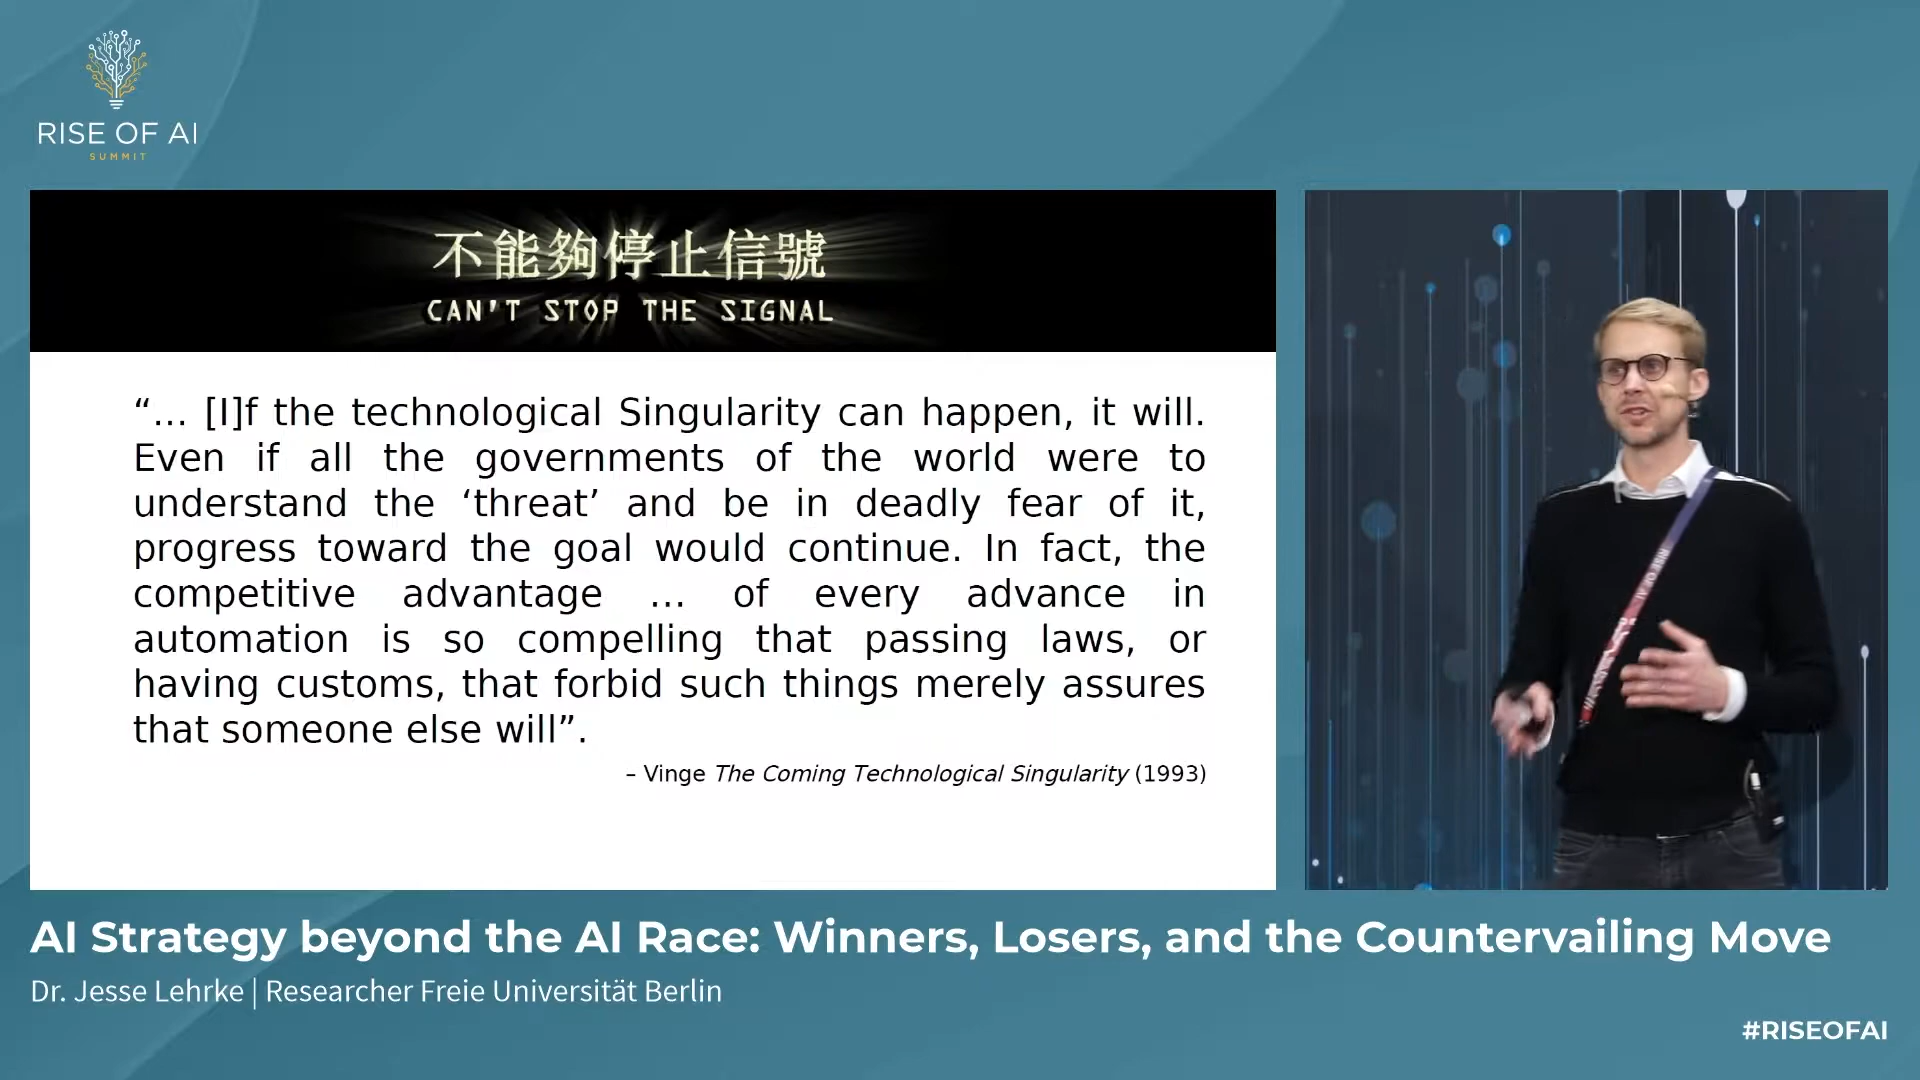 RISE OF AI
SUMMIT
不能夠停止信號
CAN'T STOP THE SIGNAL
“… [I]f the technological Singularity can happen, it will.
Even if all the governments of the world were to
understand the ‘threat’ and be in deadly fear of it,
progress toward the goal would continue. In fact, the
competitive advantage … of every advance in
automation is so compelling that passing laws, or
having customs, that forbid such things merely assures
that someone else will”.
– Vinge The Coming Technological Singularity (1993)
RISE OF AI
AI Strategy beyond the AI Race: Winners, Losers, and the Countervailing Move
Dr. Jesse Lehrke | Researcher Freie Universität Berlin
#RISEOFAI